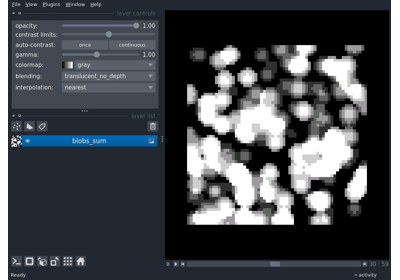 File View Plugins Window Help
layer controls
opacity: 1.00
contrast limits:
auto-contrast: once continuous
gamma: 1.00
colormap: gray
blending: translucent_no_depth
interpolation: nearest
layer list
blobs_sum
30 59
Ready
activity